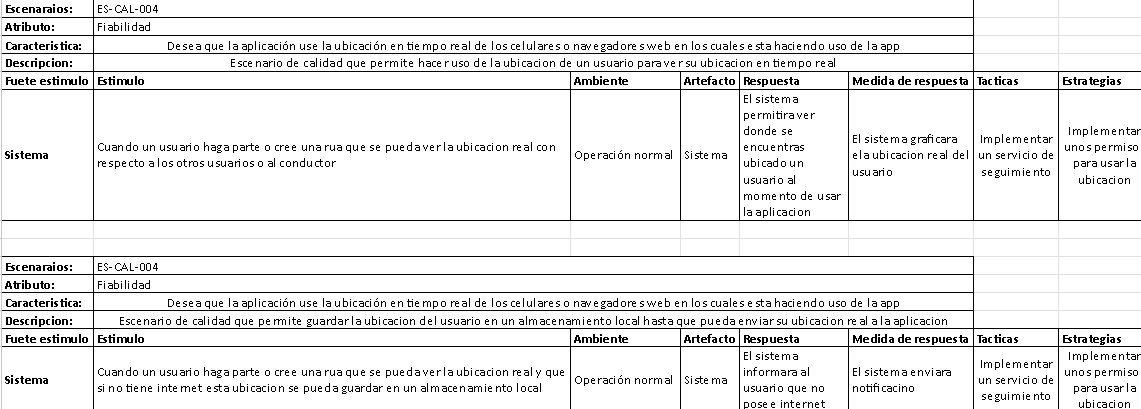 Escenaraios: ES-CAL-004
Atributo: Fiabilidad
Caracteristica: Desea que la aplicación use la ubicación en tiempo real de los celulares o navegadores web en los cuales esta haciendo uso de la app
Descripcion: Escenario de calidad que permite hacer uso de la ubicacion de un usuario para ver su ubicacion en tiempo real
Fuete estimulo Estimulo Ambiente Artefacto Respuesta Medida de respuesta Tacticas Estrategias
Sistema
Cuando un usuario haga parte o cree una rua que se pueda ver la ubicacion real con
respecto a los otros usuarios o al conductor
Operación normal
Sistema
El sistema
permitira ver
donde se
encuentras
ubicado un
usuario al
momento de usar
la aplicacion
El sistema graficara
ela ubicacion real del
usuario
Implementar
un servicio de
seguimiento
Implementar
unos permiso
para usar la
ubicacion
Escenaraios: ES-CAL-004
Atributo: Fiabilidad
Caracteristica: Desea que la aplicación use la ubicación en tiempo real de los celulares o navegadores web en los cuales esta haciendo uso de la app
Descripcion: Escenario de calidad que permite guardar la ubicacion del usuario en un almacenamiento local hasta que pueda enviar su ubicacion real a la aplicacion
Fuete estimulo Estimulo Ambiente Artefacto Respuesta Medida de respuesta Tacticas Estrategias
Sistema
Cuando un usuario haga parte o cree una rua que se pueda ver la ubicacion real y que
si no tiene internet esta ubicacion se pueda guardar en un almacenamiento local
Operación normal
Sistema
El sistema
informara al
usuario que no
posee internet
El sistema enviara
notificacino
Implementar
un servicio de
seguimiento
Implementar
unos permiso
para usar la
ubicacion